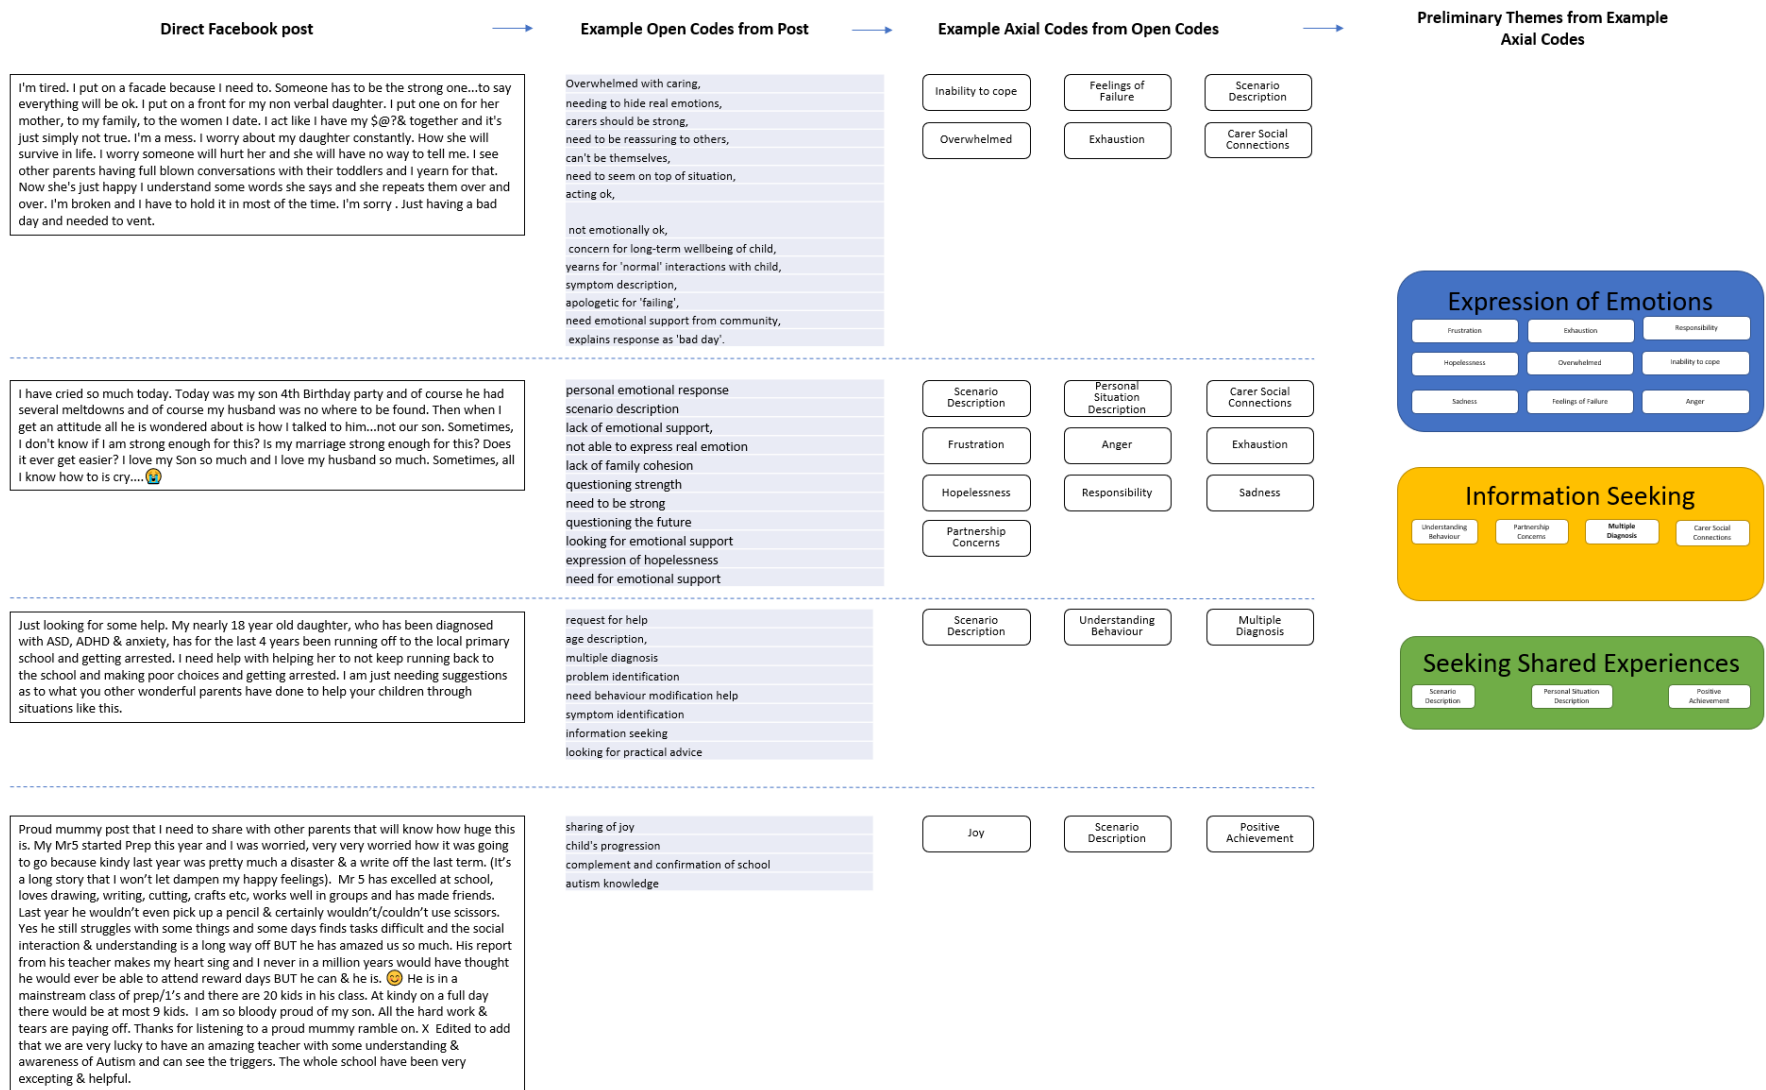 Direct Facebook post
Example Open Codes from Post
Example Axial Codes from Open Codes
Preliminary Themes from Example
Axial Codes
I'm tired. I put on a facade because I need to. Someone has to be the strong one...to say
everything will be ok. I put on a front for my non verbal daughter. I put one on for her
mother, to my family, to the women I date. I act like I have my $@?& together and it's
just simply not true. I'm a mess. I worry about my daughter constantly. How she will
survive in life. I worry someone will hurt her and she will have no way to tell me. I see
other parents having full blown conversations with their toddlers and I yearn for that.
Now she's just happy I understand some words she says and she repeats them over and
over. I'm broken and I have to hold it in most of the time. I'm sorry . Just having a bad
day and needed to vent.
Overwhelmed with caring,
needing to hide real emotions,
carers should be strong,
need to be reassuring to others,
can't be themselves,
need to seem on top of situation,
acting ok,
not emotionally ok,
concern for long-term wellbeing of child,
yearns for 'normal' interactions with child,
symptom description,
apologetic for 'failing',
need emotional support from community,
explains response as 'bad day'.
Inability to cope
Feelings of
Failure
Scenario
Description
Overwhelmed
Exhaustion
Carer Social
Connections
I have cried so much today. Today was my son 4th Birthday party and of course he had
several meltdowns and of course my husband was no where to be found. Then when I
get an attitude all he is wondered about is how I talked to him...not our son. Sometimes,
I don't know if I am strong enough for this? Is my marriage strong enough for this? Does
it ever get easier? I love my Son so much and I love my husband so much. Sometimes, all
I know how to is cry.... 😭
personal emotional response
scenario description
lack of emotional support,
not able to express real emotion
lack of family cohesion
questioning strength
need to be strong
questioning the future
looking for emotional support
expression of hopelessness
need for emotional support
Scenario
Description
Personal
Situation
Description
Carer Social
Connections
Frustration
Anger
Exhaustion
Hopelessness
Responsibility
Sadness
Partnership
Concerns
Just looking for some help. My nearly 18 year old daughter, who has been diagnosed
with ASD, ADHD & anxiety, has for the last 4 years been running off to the local primary
school and getting arrested. I need help with helping her to not keep running back to
the school and making poor choices and getting arrested. I am just needing suggestions
as to what you other wonderful parents have done to help your children through
situations like this.
request for help
age description,
multiple diagnosis
problem identification
need behaviour modification help
symptom identification
information seeking
looking for practical advice
Scenario
Description
Understanding
Behaviour
Multiple
Diagnosis
Proud mummy post that I need to share with other parents that will know how huge this
is. My Mr5 started Prep this year and I was worried, very very worried how it was going
to go because kindy last year was pretty much a disaster & a write off the last term. (It's
a long story that I won't let dampen my happy feelings).  Mr 5 has excelled at school,
loves drawing, writing, cutting, crafts etc, works well in groups and has made friends.
Last year he wouldn't even pick up a pencil & certainly wouldn't/couldn't use scissors.
Yes he still struggles with some things and some days finds tasks difficult and the social
interaction & understanding is a long way off BUT he has amazed us so much. His report
from his teacher makes my heart sing and I never in a million years would have thought
he would ever be able to attend reward days BUT he can & he is. 😊 He is in a
mainstream class of prep/1's and there are 20 kids in his class. At kindy on a full day
there would be at most 9 kids.  I am so bloody proud of my son. All the hard work &
tears are paying off. Thanks for listening to a proud mummy ramble on. X  Edited to add
that we are very lucky to have an amazing teacher with some understanding &
awareness of Autism and can see the triggers. The whole school have been very
excepting & helpful.
sharing of joy
child's progression
complement and confirmation of school
autism knowledge
Joy
Scenario
Description
Positive
Achievement
Expression of Emotions
Frustration
Exhaustion
Responsibility
Hopelessness
Overwhelmed
Inability to cope
Sadness
Feelings of Failure
Anger
Information Seeking
Understanding
Behaviour
Partnership
Concerns
Multiple
Diagnosis
Carer Social
Connections
Seeking Shared Experiences
Scenario
Description
Personal Situation
Description
Positive
Achievement